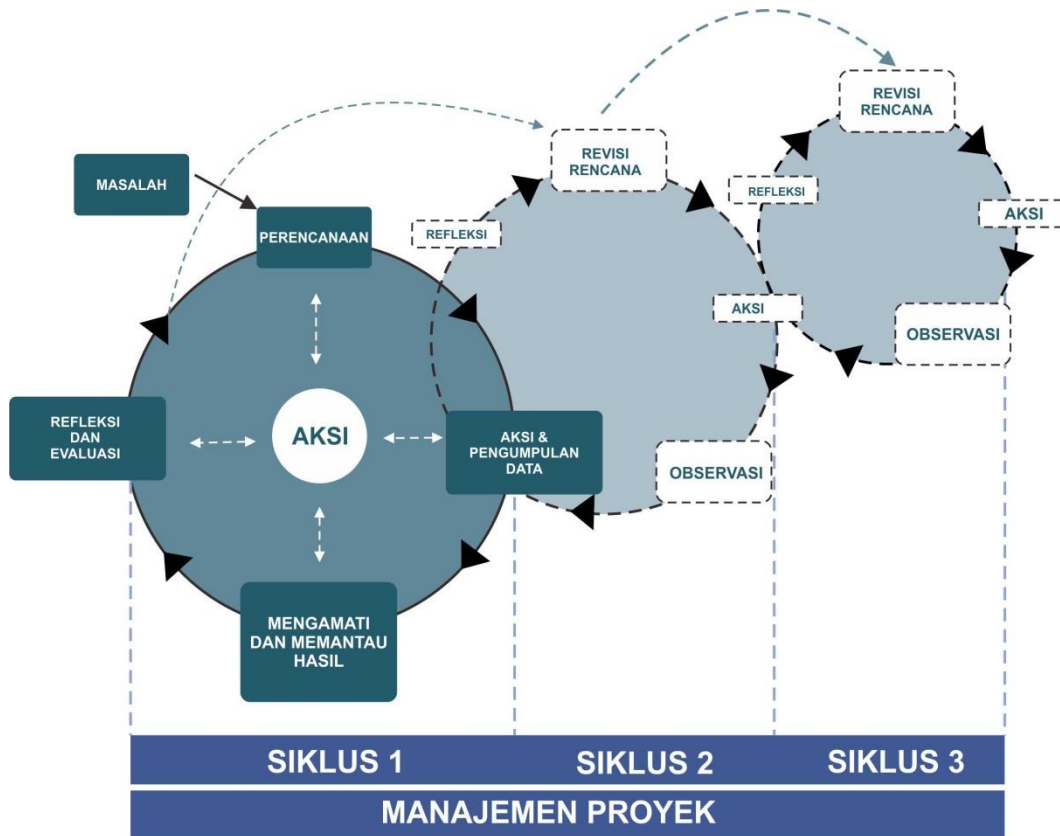 REVISI
RENCANA
REVISI
RENCANA
MASALAH
PERENCANAAN
REFLEKSI
REFLEKSI
AKSI
AKSI
OBSERVASI
REFLEKSI
DAN
EVALUASI
AKSI
AKSI &
PENGUMPULAN
DATA
OBSERVASI
MENGAMATI
DAN MEMANTAU
HASIL
SIKLUS 1
SIKLUS 2
SIKLUS 3
MANAJEMEN PROYEK